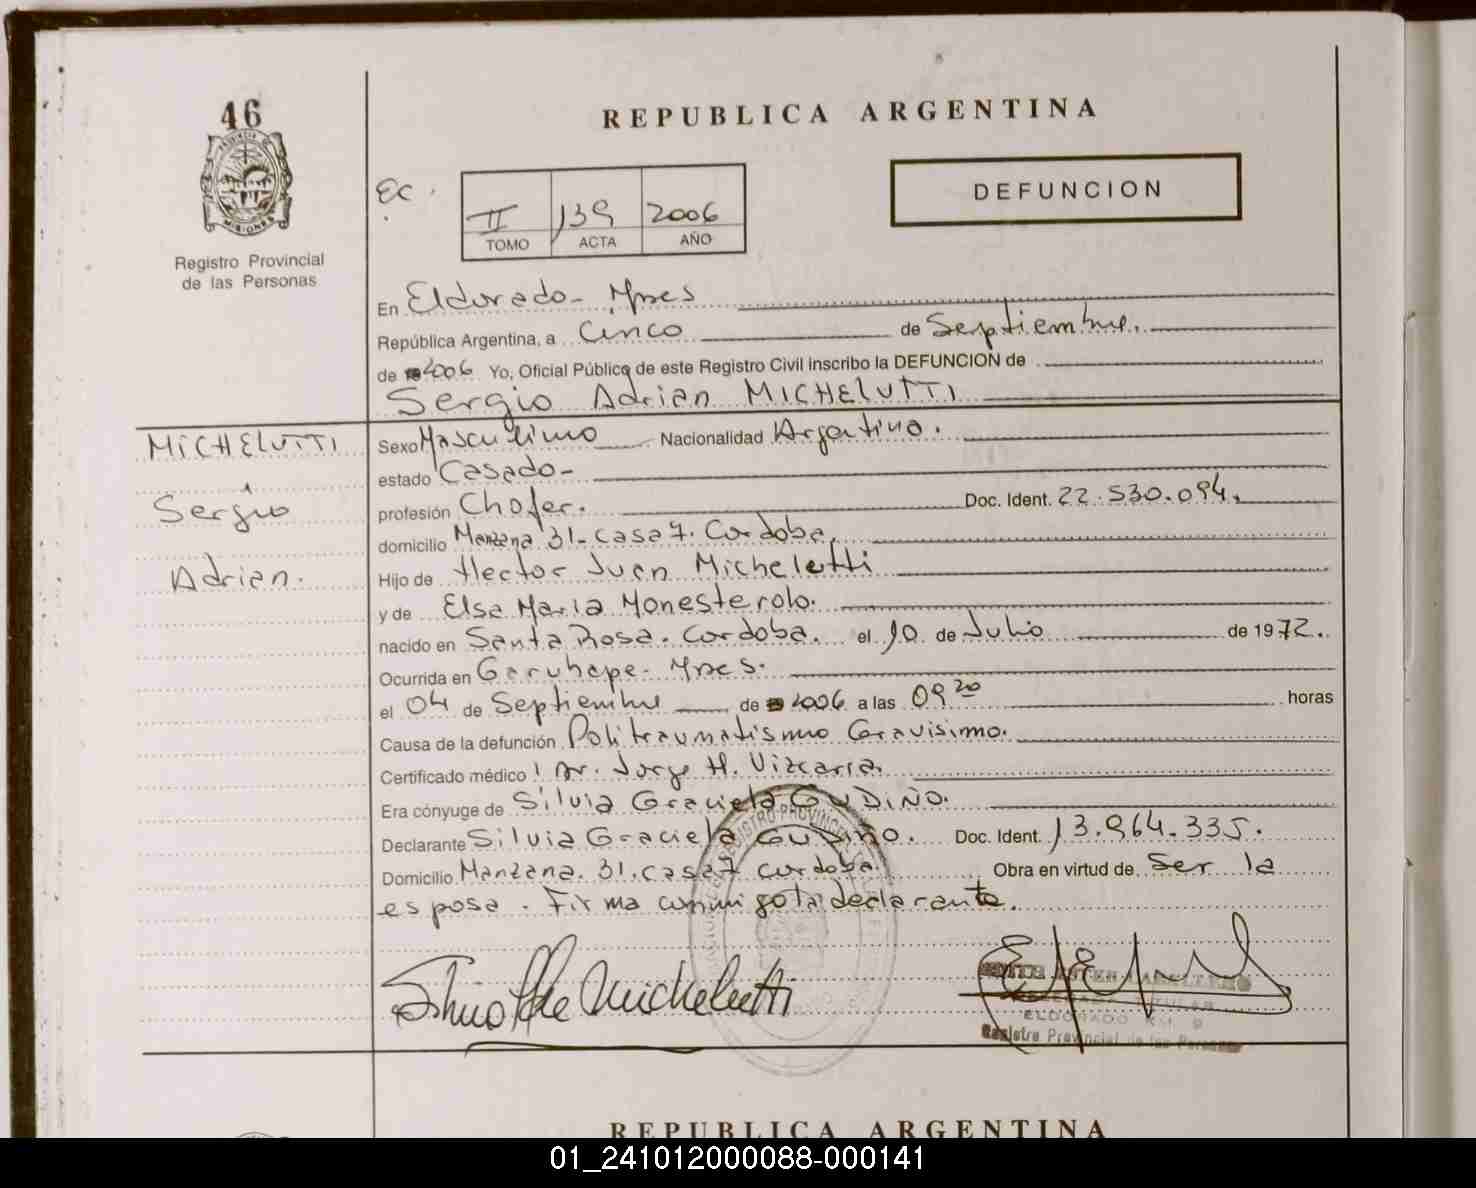 46
REPUBLICA ARGENTINA
PROVINCIA
MISIONES
Registro Provincial
de las Personas
EC.
II 139 2006
TOMO ACTA AÑO
DEFUNCION
En Eldorado - Mnes
República Argentina, a Cinco de Septiembre.
de 2006 Yo, Oficial Público de este Registro Civil inscribo la DEFUNCION de
Sergio Adrian MICHELUTTI
MICHELUTTI
Sergio
Adrian.
Sexo Masculino Nacionalidad Argentino.
estado Casado-
profesión Chofer. Doc. Ident. 22.530.094.
domicilio Manzana 31- casa 7. Cordoba.
Hijo de Hector Juan Micheletti
y de Elsa Maria Monesterolo.
nacido en Santa Rosa. Cordoba. el 10 de Julio de 1972.
Ocurrida en Garuhape- Mnes.
el 04 de Septiembre de 2006 a las 09 20 horas
Causa de la defunción Politraumatismo Gravisimo.
Certificado médico Dr. Jorge H. Vizcarra.
Era cónyuge de Silvia Graciela GUDIÑO.
Declarante Silvia Graciela GUDIÑO. Doc. Ident. 13.964.335.
Domicilio Manzana. 31. casa 7 Cordoba Obra en virtud de Ser la
esposa. Firma conmigo la declarante.
de Michelutti
ELDORADO KM 9
Registro Provincial de las Personas
REPUBLICA ARGENTINA
01_241012000088-000141